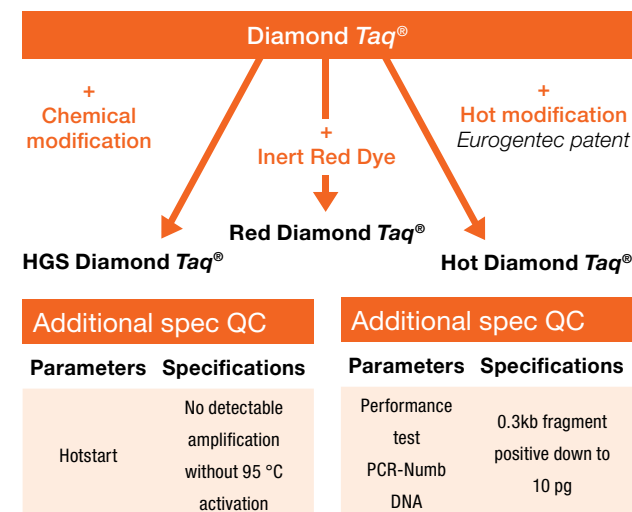 Diamond Taq®
+
Chemical
modification
+
Inert Red Dye
+
Hot modification
Eurogentec patent
HGS Diamond Taq®
Red Diamond Taq®
Hot Diamond Taq®
Additional spec QC
Parameters Specifications
Hotstart
No detectable
amplification
without 95 °C
activation
Additional spec QC
Parameters Specifications
Performance
test
PCR-Numb
DNA
0.3kb fragment
positive down to
10 pg